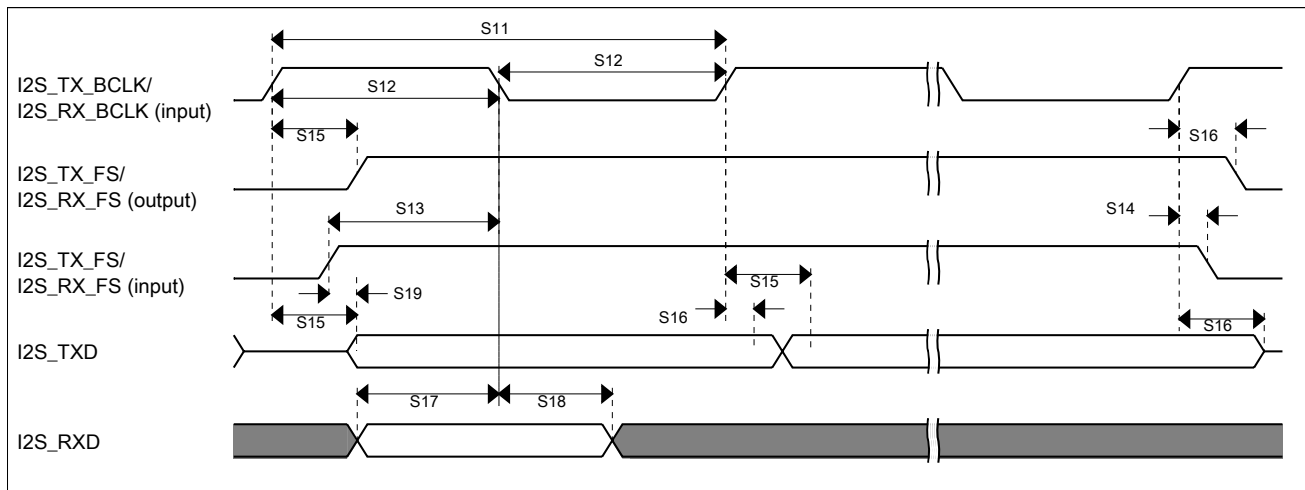 S11
S12
I2S_TX_BCLK/
I2S_RX_BCLK (input)
S12
S15
S16
I2S_TX_FS/
I2S_RX_FS (output)
S13
S14
I2S_TX_FS/
I2S_RX_FS (input)
S15
S19
S15
S16
S16
I2S_TXD
S17
S18
I2S_RXD